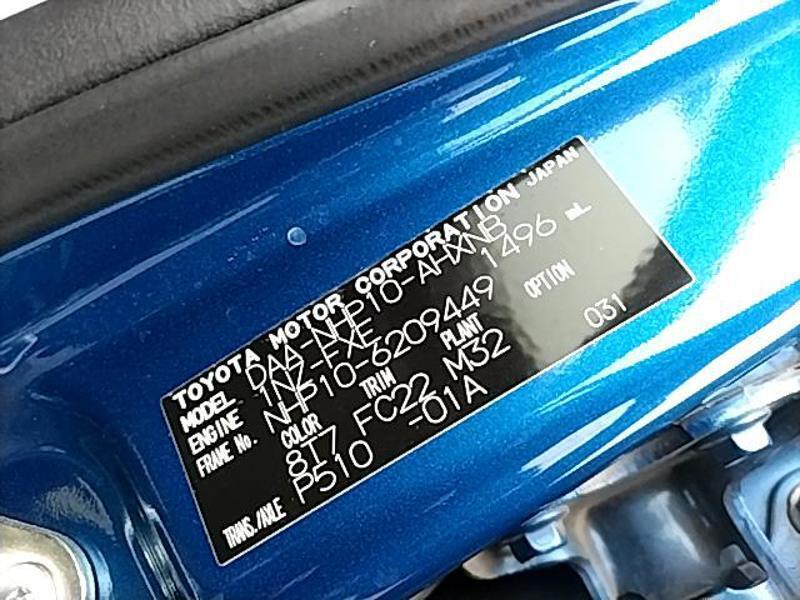 TOYOTA MOTOR CORPORATION JAPAN
MODEL DAA-NHP10-AHXNB
ENGINE 1NZ-FXE 1496 mL
FRAME No. NHP10-6209449
COLOR TRIM PLANT OPTION
8T7 FC22 M32 031
TRANS./AXLE P510 -01A